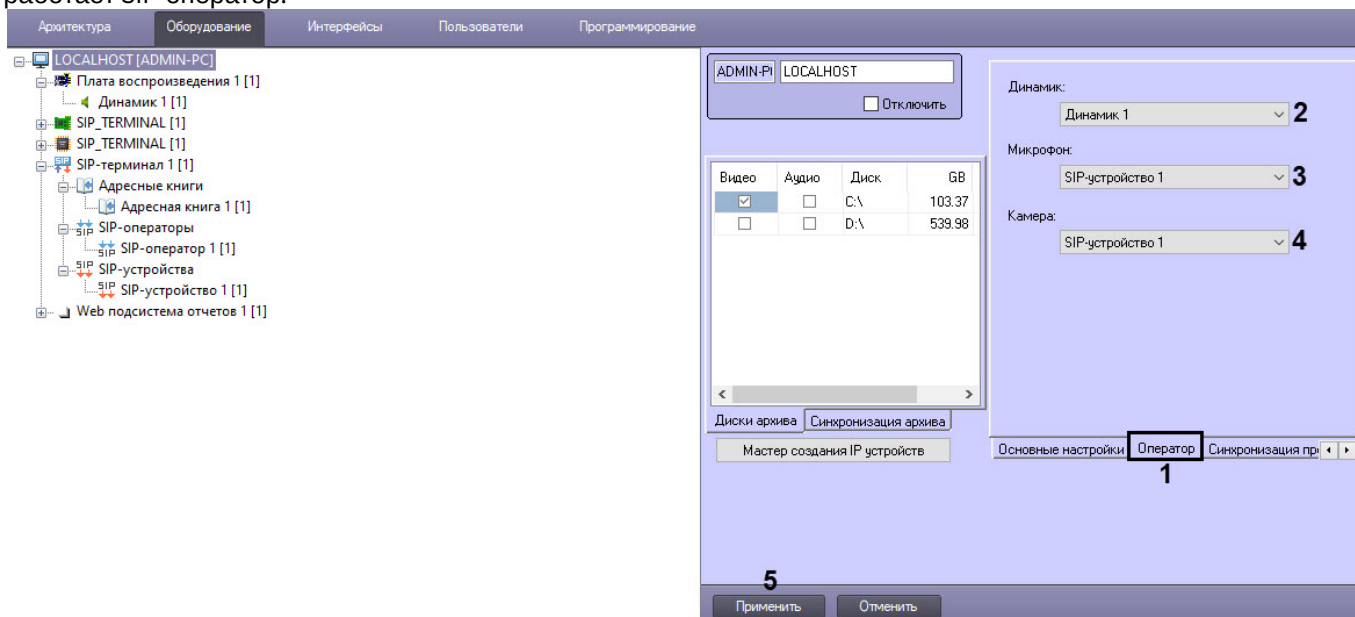 работает SIP-оператор.
Архитектура Оборудование Интерфейсы Пользователи Программирование
LOCALHOST [ADMIN-PC]
Плата воспроизведения 1 [1]
Динамик 1 [1]
SIP_TERMINAL [1]
SIP_TERMINAL [1]
SIP-терминал 1 [1]
Адресные книги
Адресная книга 1 [1]
SIP-операторы
SIP-оператор 1 [1]
SIP-устройства
SIP-устройство 1 [1]
Web подсистема отчетов 1 [1]
ADMIN-P LOCALHOST
Отключить
Видео Аудио Диск GB
C:\ 103.37
D:\ 539.98
Диски архива Синхронизация архива
Мастер создания IP устройств
Динамик:
Динамик 1 2
Микрофон:
SIP-устройство 1 3
Камера:
SIP-устройство 1 4
Основные настройки Оператор Синхронизация пр
1
5
Применить Отменить